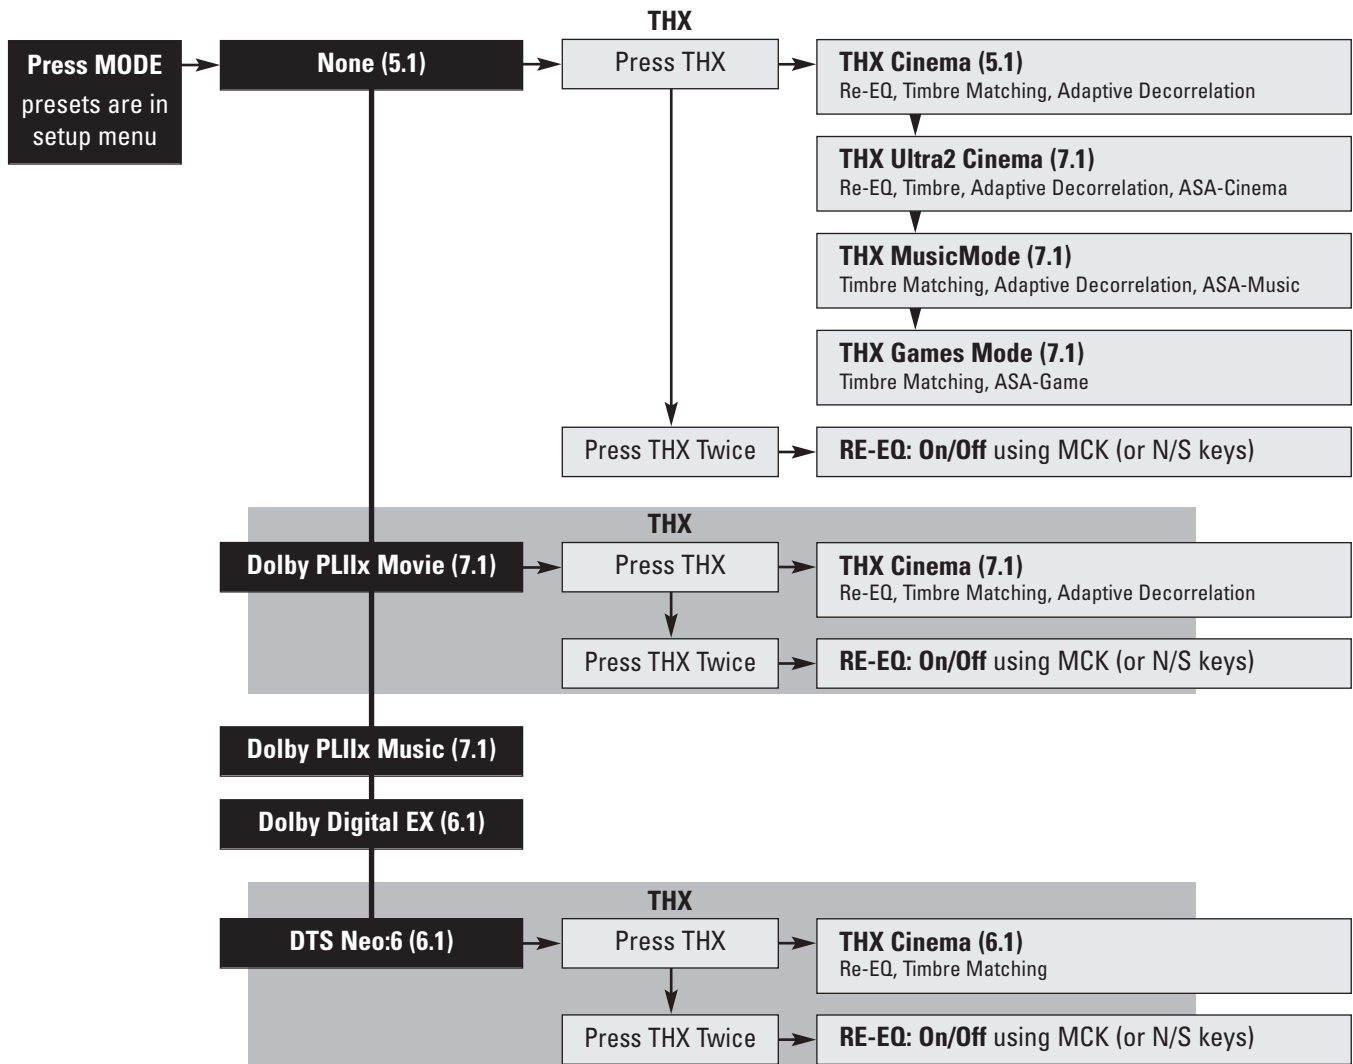 THX
Press MODE
presets are in
setup menu
None (5.1)
Press THX
THX Cinema (5.1)
Re-EQ, Timbre Matching, Adaptive Decorrelation
THX Ultra2 Cinema (7.1)
Re-EQ, Timbre, Adaptive Decorrelation, ASA-Cinema
THX MusicMode (7.1)
Timbre Matching, Adaptive Decorrelation, ASA-Music
THX Games Mode (7.1)
Timbre Matching, ASA-Game
Press THX Twice
RE-EQ: On/Off using MCK (or N/S keys)
THX
Dolby PLIIx Movie (7.1)
Press THX
THX Cinema (7.1)
Re-EQ, Timbre Matching, Adaptive Decorrelation
Press THX Twice
RE-EQ: On/Off using MCK (or N/S keys)
Dolby PLIIx Music (7.1)
Dolby Digital EX (6.1)
THX
DTS Neo:6 (6.1)
Press THX
THX Cinema (6.1)
Re-EQ, Timbre Matching
Press THX Twice
RE-EQ: On/Off using MCK (or N/S keys)